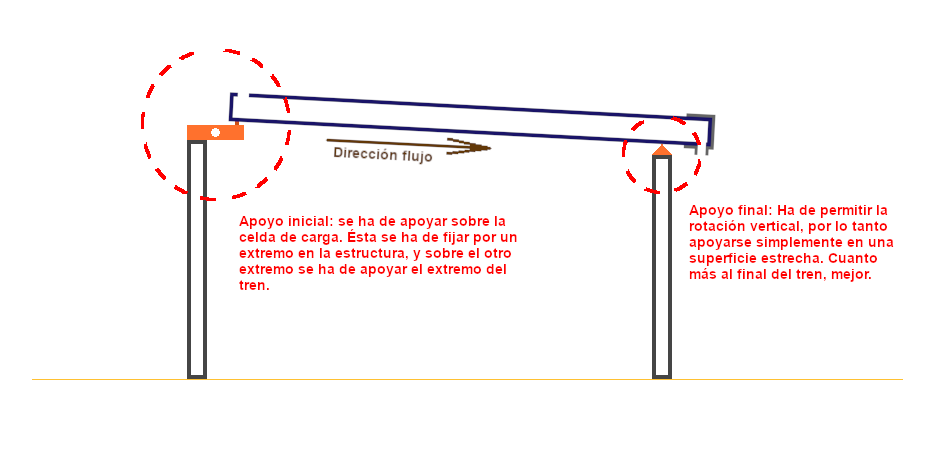 Dirección flujo
Apoyo inicial: se ha de apoyar sobre la
celda de carga. Ésta se ha de fijar por un
extremo en la estructura, y sobre el otro
extremo se ha de apoyar el extremo del
tren.
Apoyo final: Ha de permitir la
rotación vertical, por lo tanto
apoyarse simplemente en una
superficie estrecha. Cuanto
más al final del tren, mejor.